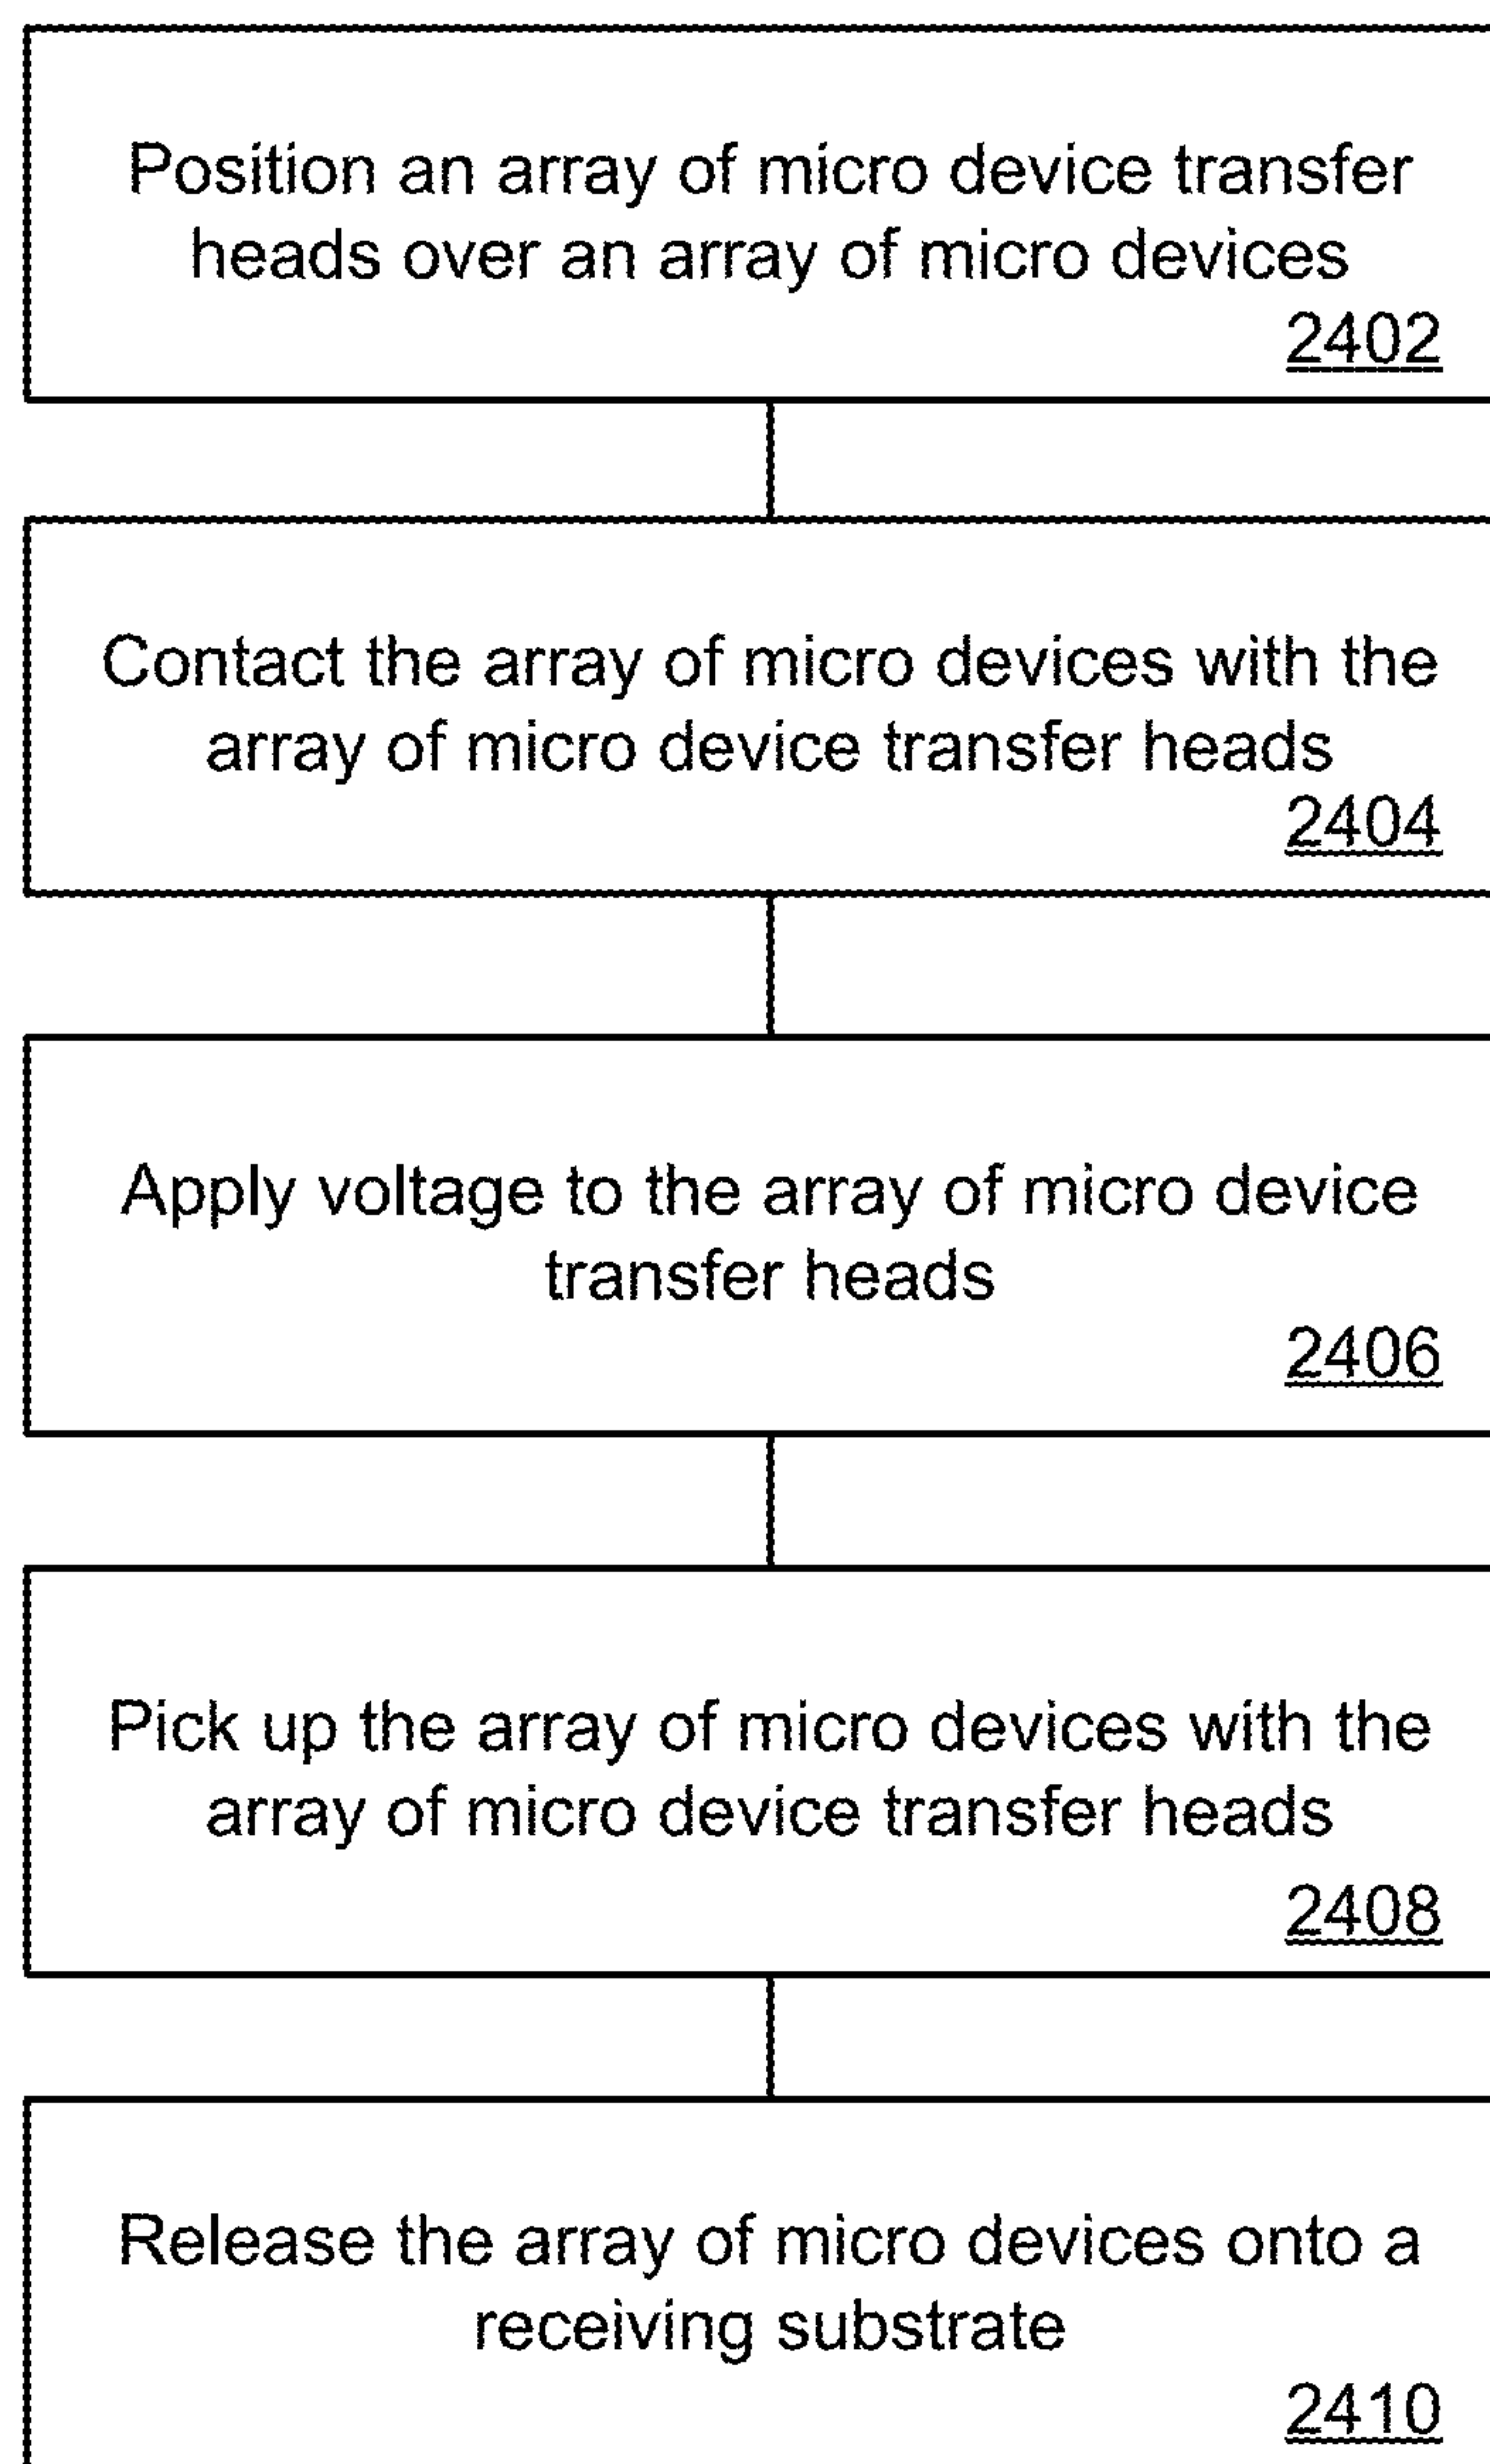 Position an array of micro device transfer
heads over an array of micro devices
2402
Contact the array of micro devices with the
array of micro device transfer heads
2404
Apply voltage to the array of micro device
transfer heads
2406
Pick up the array of micro devices with the
array of micro device transfer heads
2408
Release the array of micro devices onto a
receiving substrate
2410